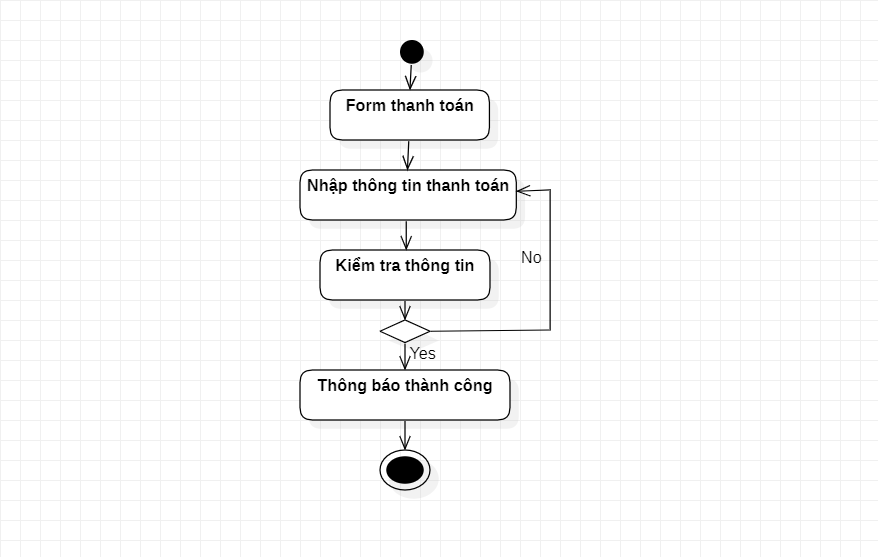 Form thanh toán
Nhập thông tin thanh toán
Kiểm tra thông tin
No
Yes
Thông báo thành công